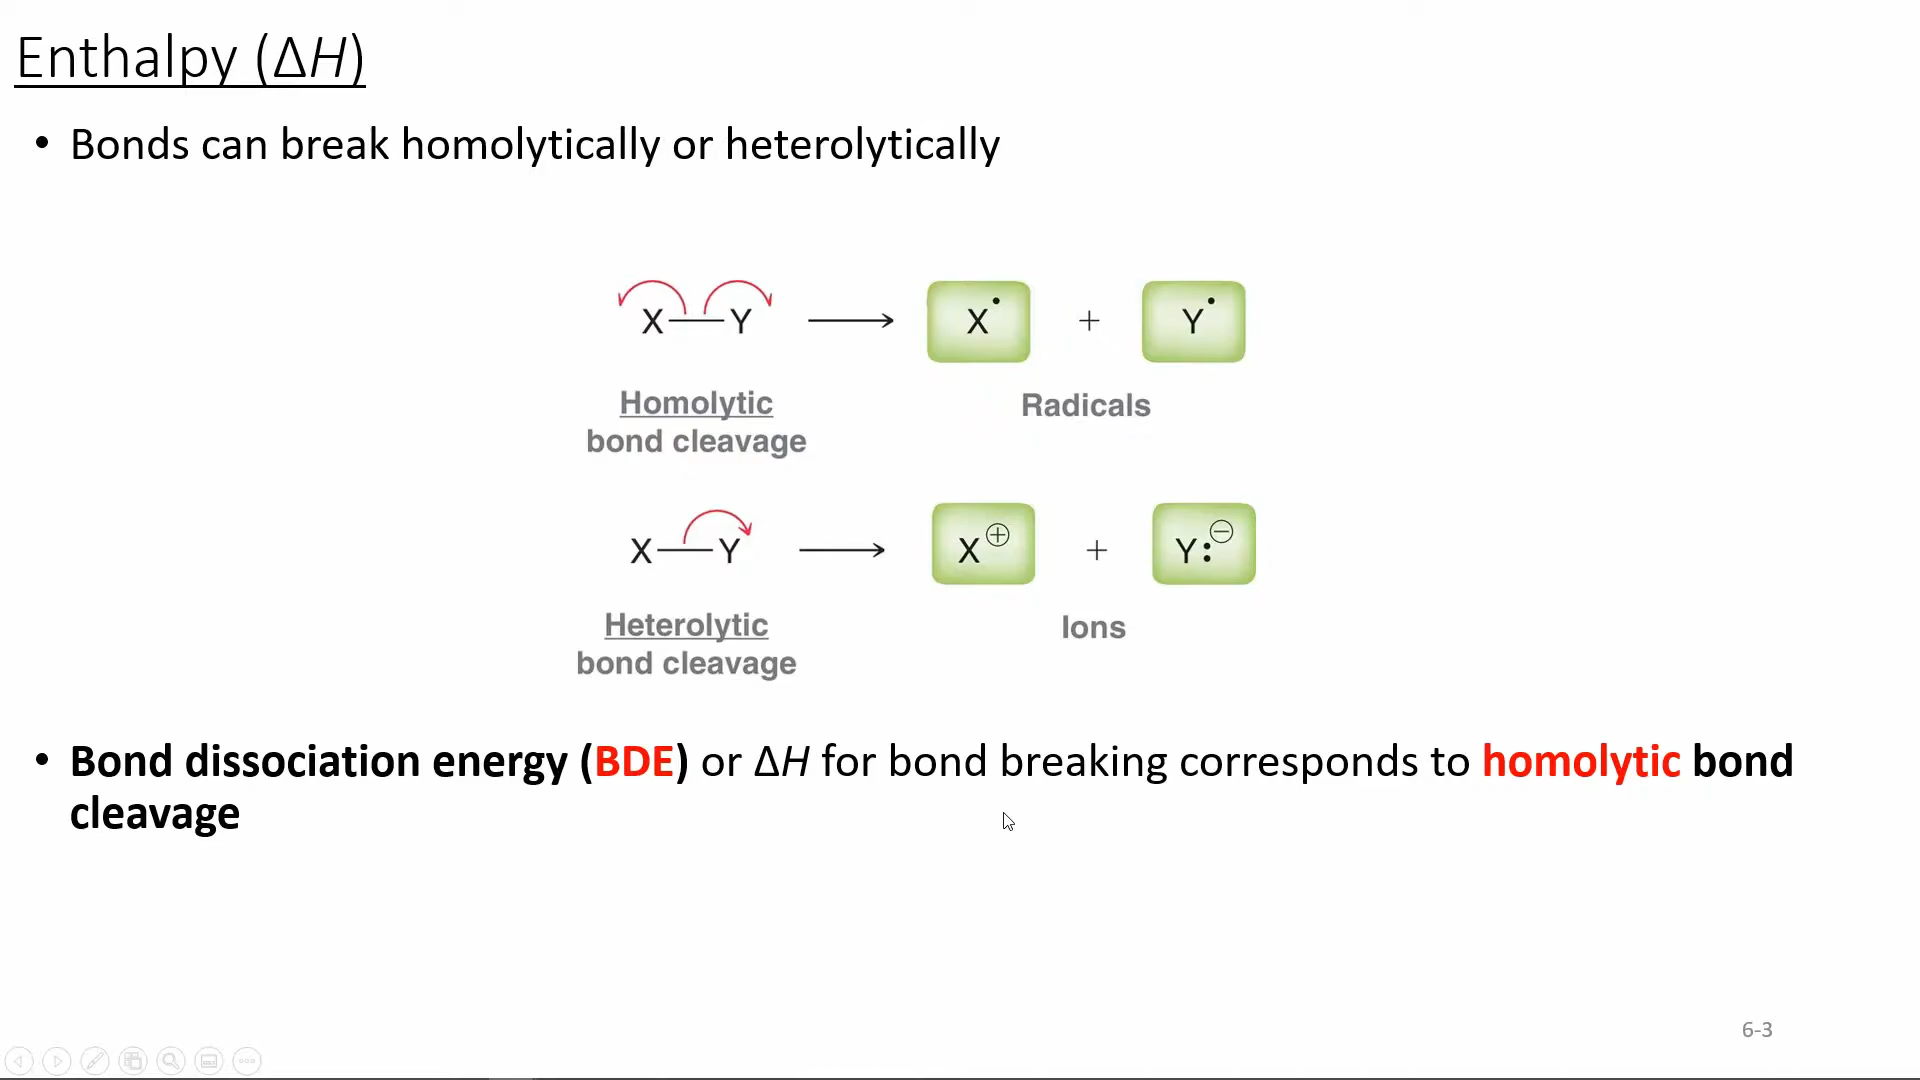 Enthalpy (ΔH)
• Bonds can break homolytically or heterolytically
X—Y ⟶ X• + Y•
Homolytic
bond cleavage
Radicals
X—Y ⟶ X⊕ + Y:⊖
Heterolytic
bond cleavage
Ions
• Bond dissociation energy (BDE) or ΔH for bond breaking corresponds to homolytic bond
cleavage
6-3